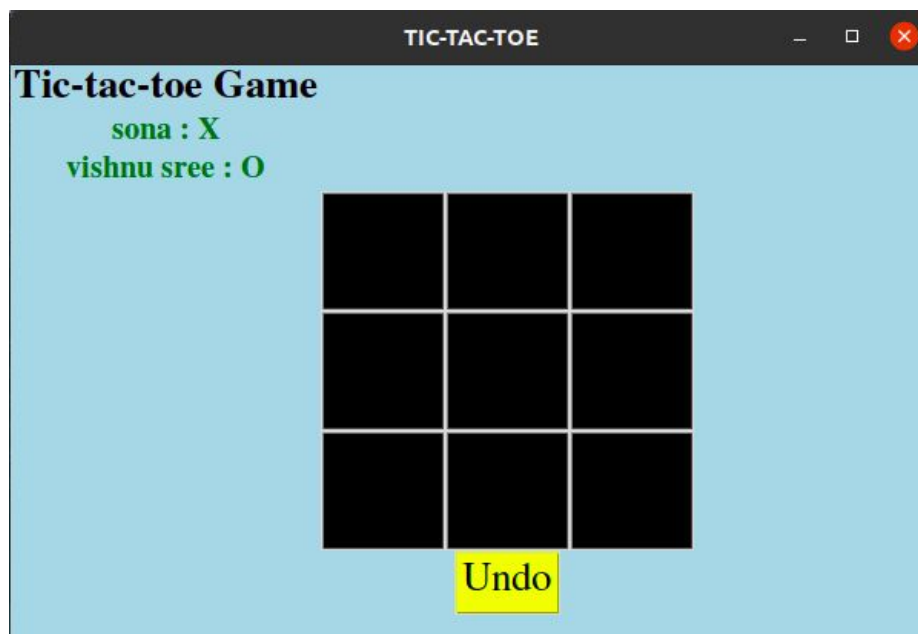 TIC-TAC-TOE
Tic-tac-toe Game
sona : X
vishnu sree : O
Undo